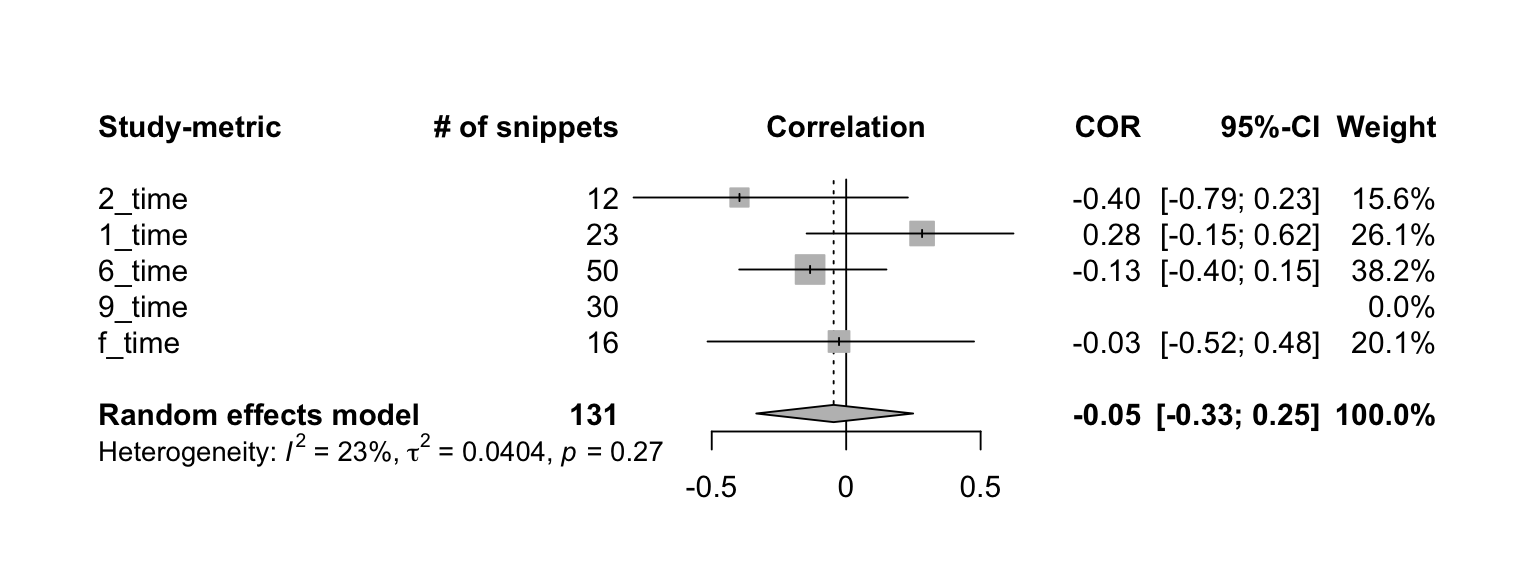 Study-metric # of snippets Correlation COR 95%-CI Weight
2_time 12 -0.40 [-0.79; 0.23] 15.6%
1_time 23 0.28 [-0.15; 0.62] 26.1%
6_time 50 -0.13 [-0.40; 0.15] 38.2%
9_time 30 0.0%
f_time 16 -0.03 [-0.52; 0.48] 20.1%
Random effects model 131 -0.05 [-0.33; 0.25] 100.0%
Heterogeneity: I² = 23%, τ² = 0.0404, p = 0.27
-0.5 0 0.5